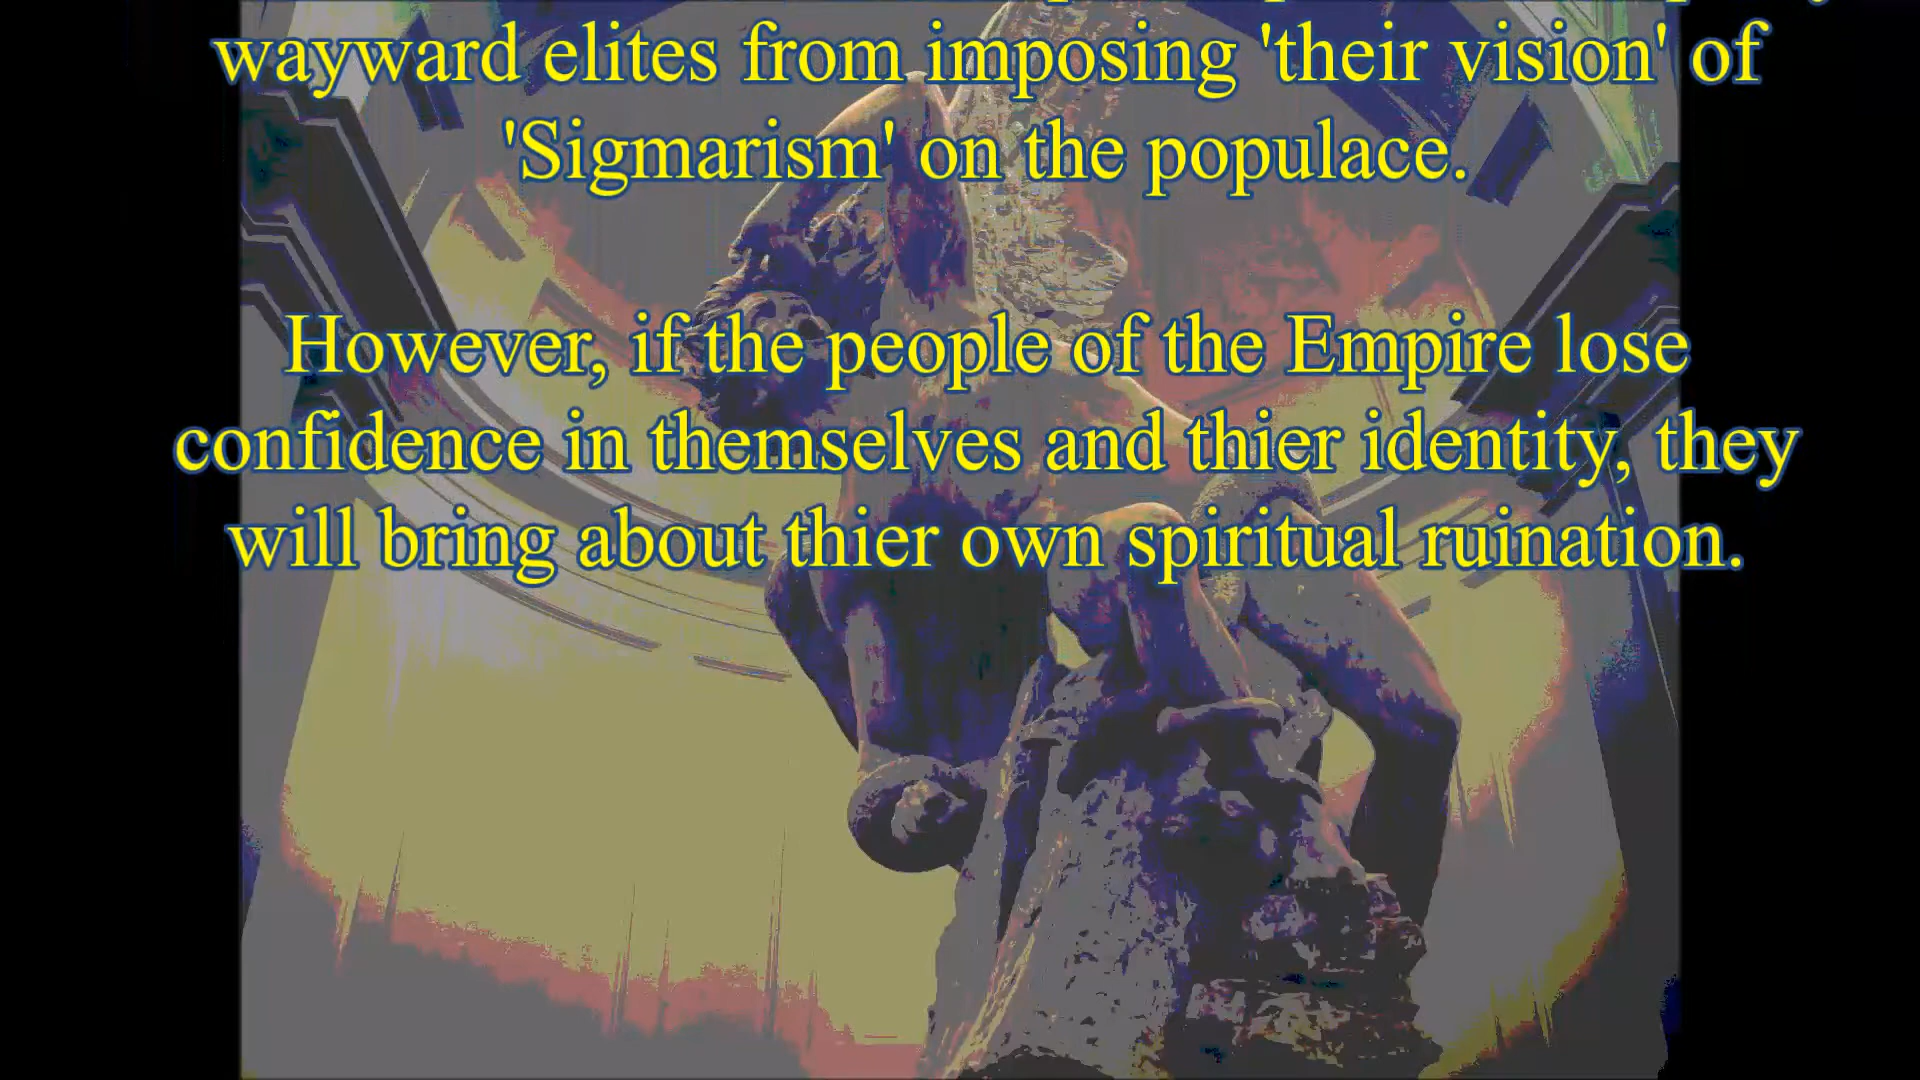 wayward elites from imposing 'their vision' of
'Sigmarism' on the populace.
However, if the people of the Empire lose
confidence in themselves and thier identity, they
will bring about thier own spiritual ruination.